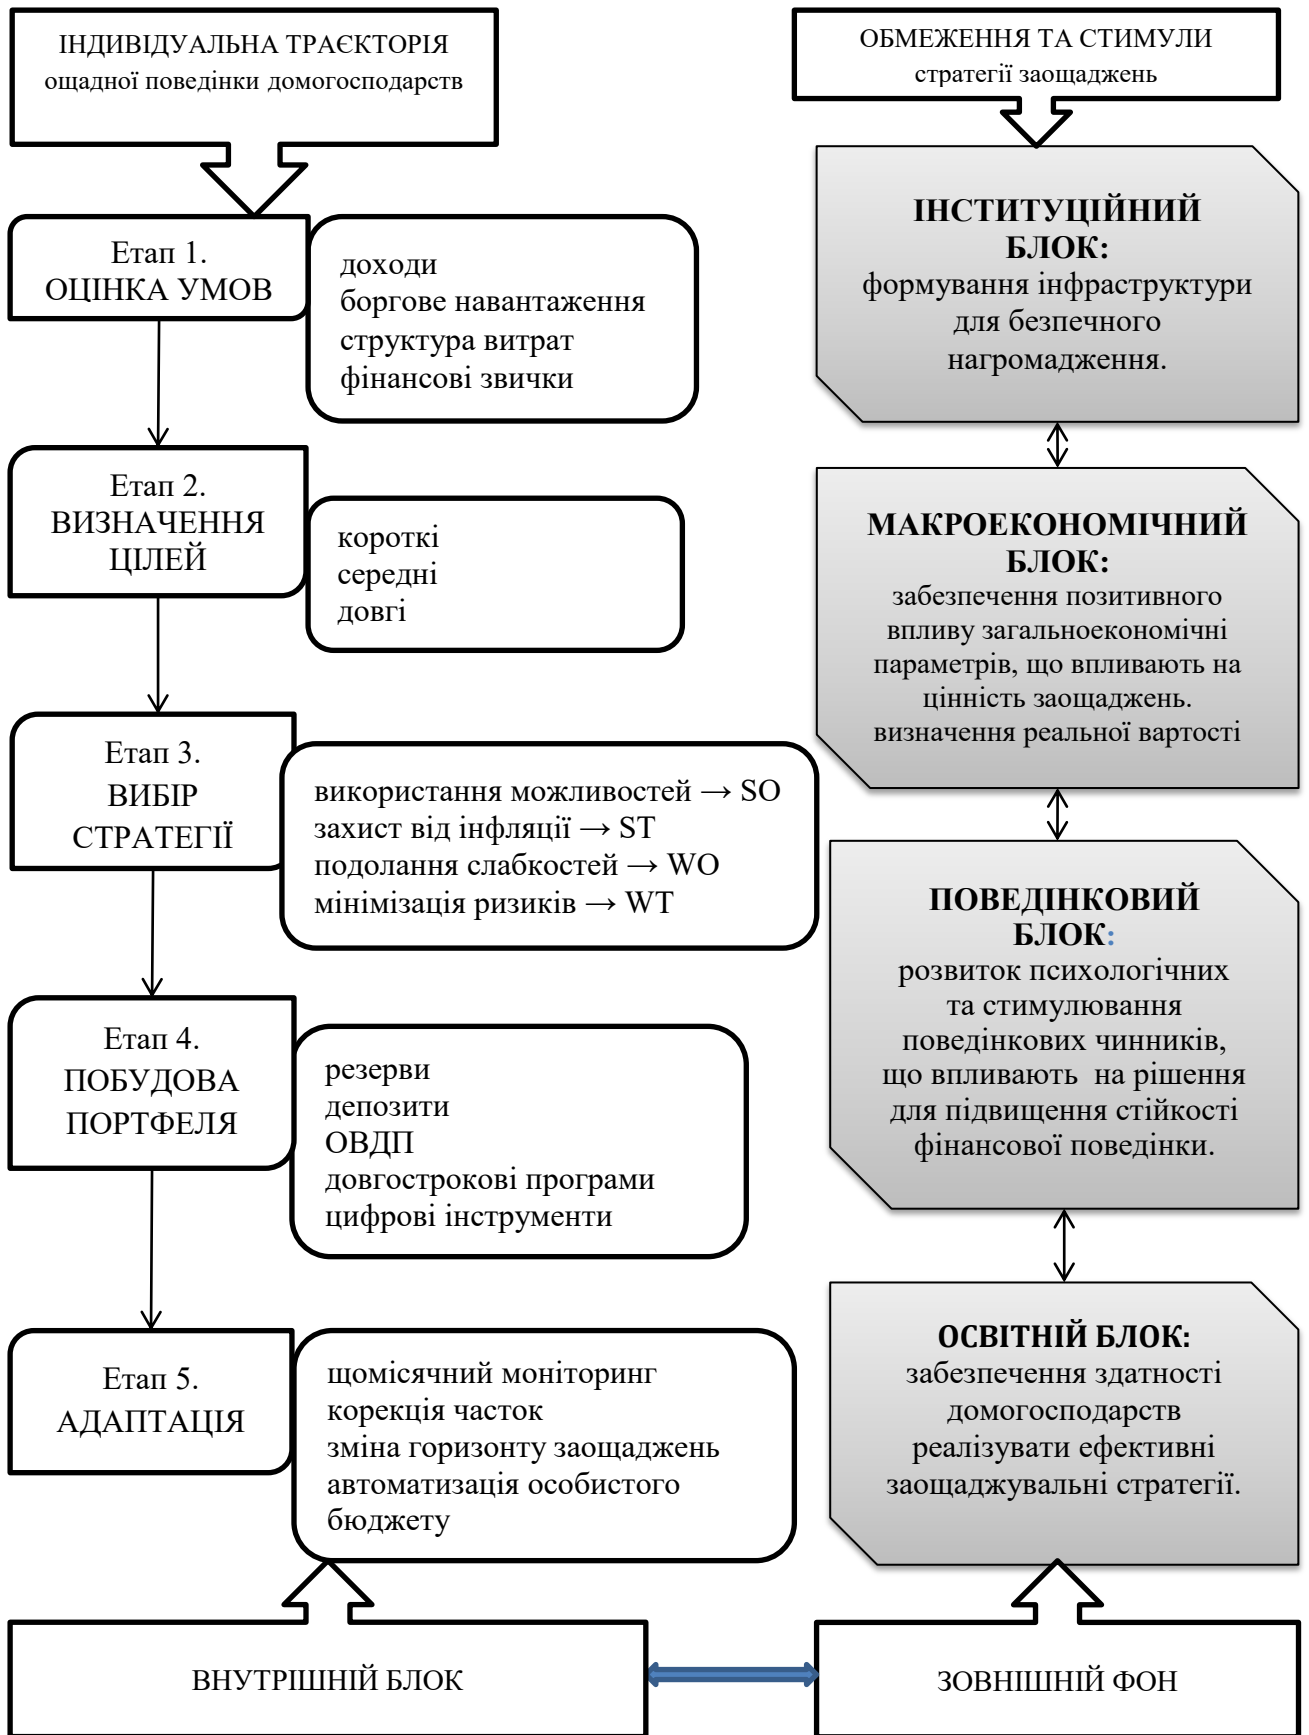 ІНДИВІДУАЛЬНА ТРАЄКТОРІЯ
ощадної поведінки домогосподарств
Етап 1.
ОЦІНКА УМОВ
доходи
боргове навантаження
структура витрат
фінансові звички
Етап 2.
ВИЗНАЧЕННЯ
ЦІЛЕЙ
короткі
середні
довгі
Етап 3.
ВИБІР
СТРАТЕГІЇ
використання можливостей → SO
захист від інфляції → ST
подолання слабкостей → WO
мінімізація ризиків → WT
Етап 4.
ПОБУДОВА
ПОРТФЕЛЯ
резерви
депозити
ОВДП
довгострокові програми
цифрові інструменти
Етап 5.
АДАПТАЦІЯ
щомісячний моніторинг
корекція часток
зміна горизонту заощаджень
автоматизація особистого
бюджету
ВНУТРІШНІЙ БЛОК
ОБМЕЖЕННЯ ТА СТИМУЛИ
стратегії заощаджень
ІНСТИТУЦІЙНИЙ
БЛОК:
формування інфраструктури
для безпечного
нагромадження.
МАКРОЕКОНОМІЧНИЙ
БЛОК:
забезпечення позитивного
впливу загальноекономічні
параметрів, що впливають на
цінність заощаджень.
визначення реальної вартості
ПОВЕДІНКОВИЙ
БЛОК:
розвиток психологічних
та стимулювання
поведінкових чинників,
що впливають на рішення
для підвищення стійкості
фінансової поведінки.
ОСВІТНІЙ БЛОК:
забезпечення здатності
домогосподарств
реалізувати ефективні
заощаджувальні стратегії.
ЗОВНІШНІЙ ФОН